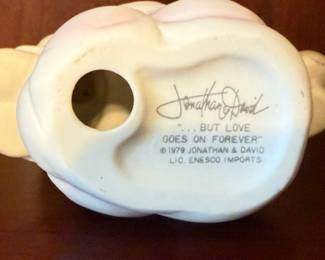 Jonathan & David
"... BUT LOVE
GOES ON FOREVER"
© 1979 JONATHAN & DAVID
LIC. ENESCO IMPORTS